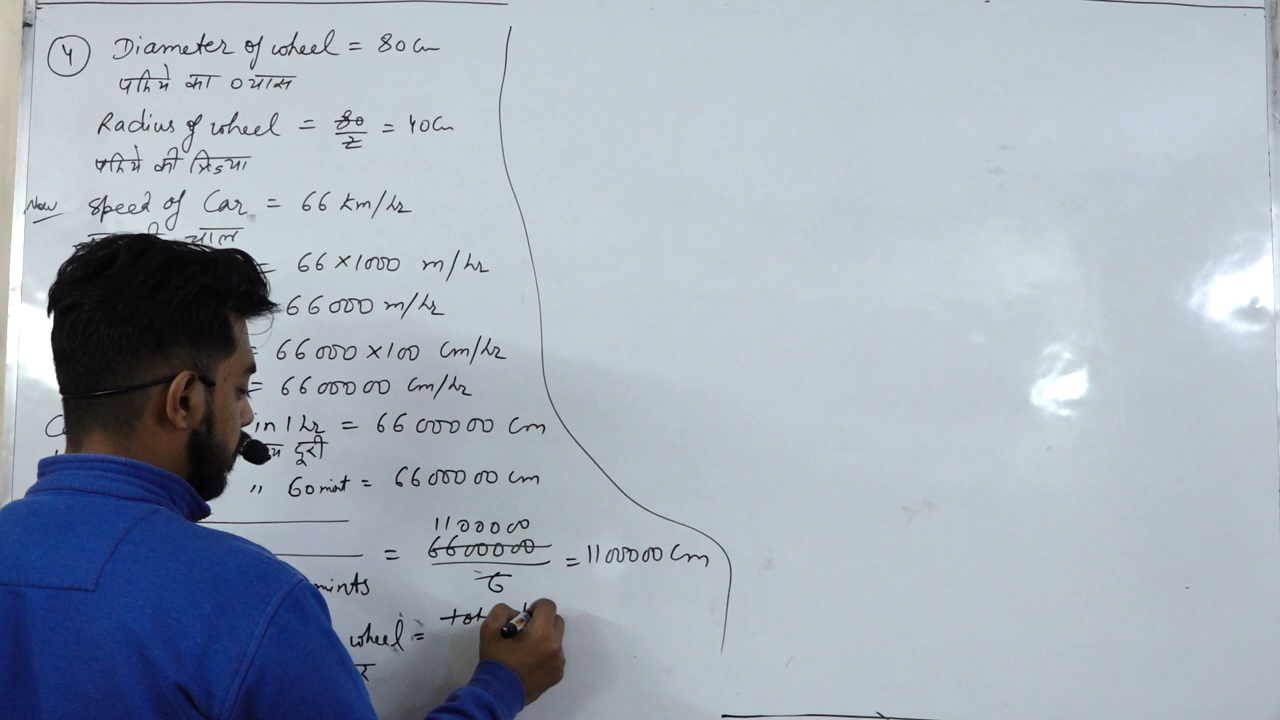 4 Diameter of wheel = 80 cm
पहिये का व्यास
Radius of wheel = 80/2 = 40 cm
पहिये की त्रिज्या
Now Speed of Car = 66 km/hr
चाल
= 66 × 1000 m/hr
66000 m/hr
= 66000 × 100 cm/hr
= 6600000 cm/hr
in 1 hr = 6600000 cm
दूरी
" 60 mint = 6600000 cm
1100000
= 6600000/6 = 1100000 cm
mints
wheel =